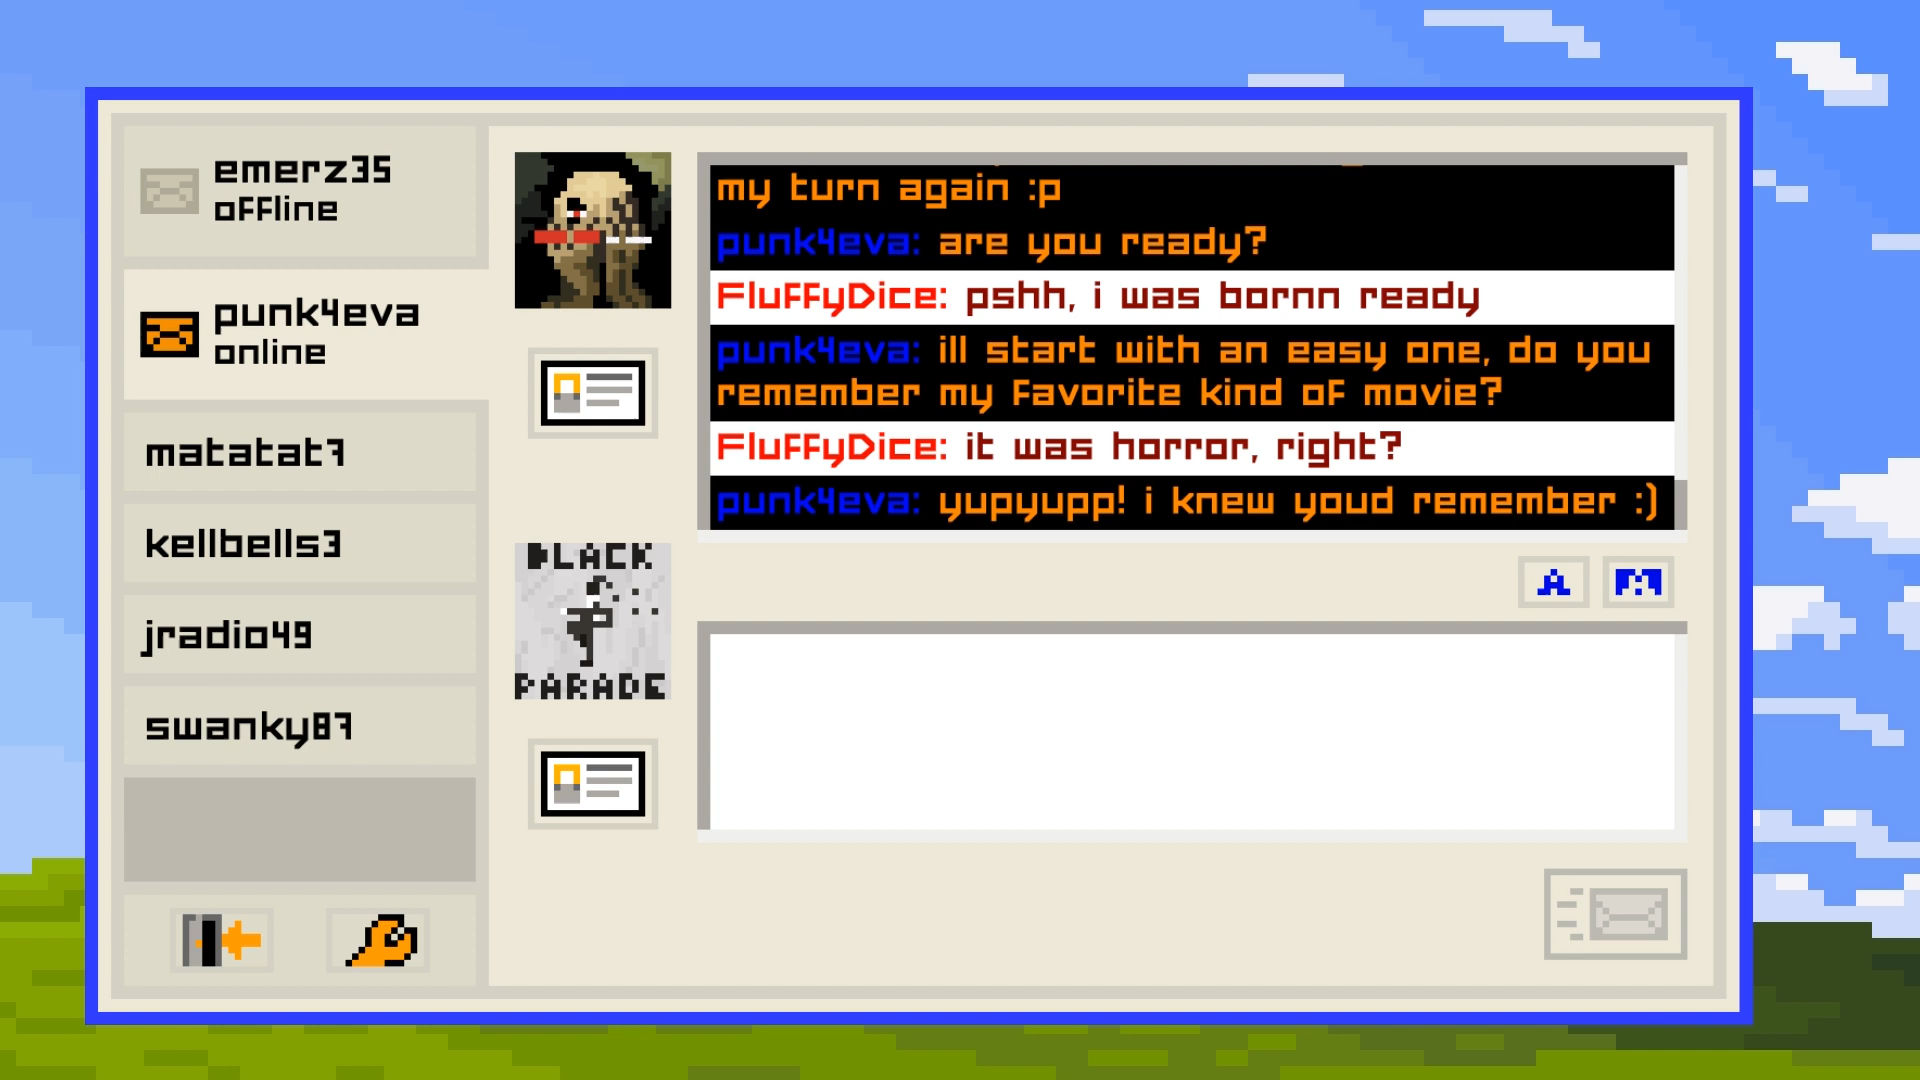 emerz35
offline
punk4eva
online
matatat7
kellbells3
jradio49
swanky87
my turn again :p
punk4eva: are you ready?
FluffyDice: pshh, i was bornn ready
punk4eva: ill start with an easy one, do you
remember my favorite kind of movie?
FluffyDice: it was horror, right?
punk4eva: yupyupp! i knew youd remember :)
BLACK
PARADE
A
M